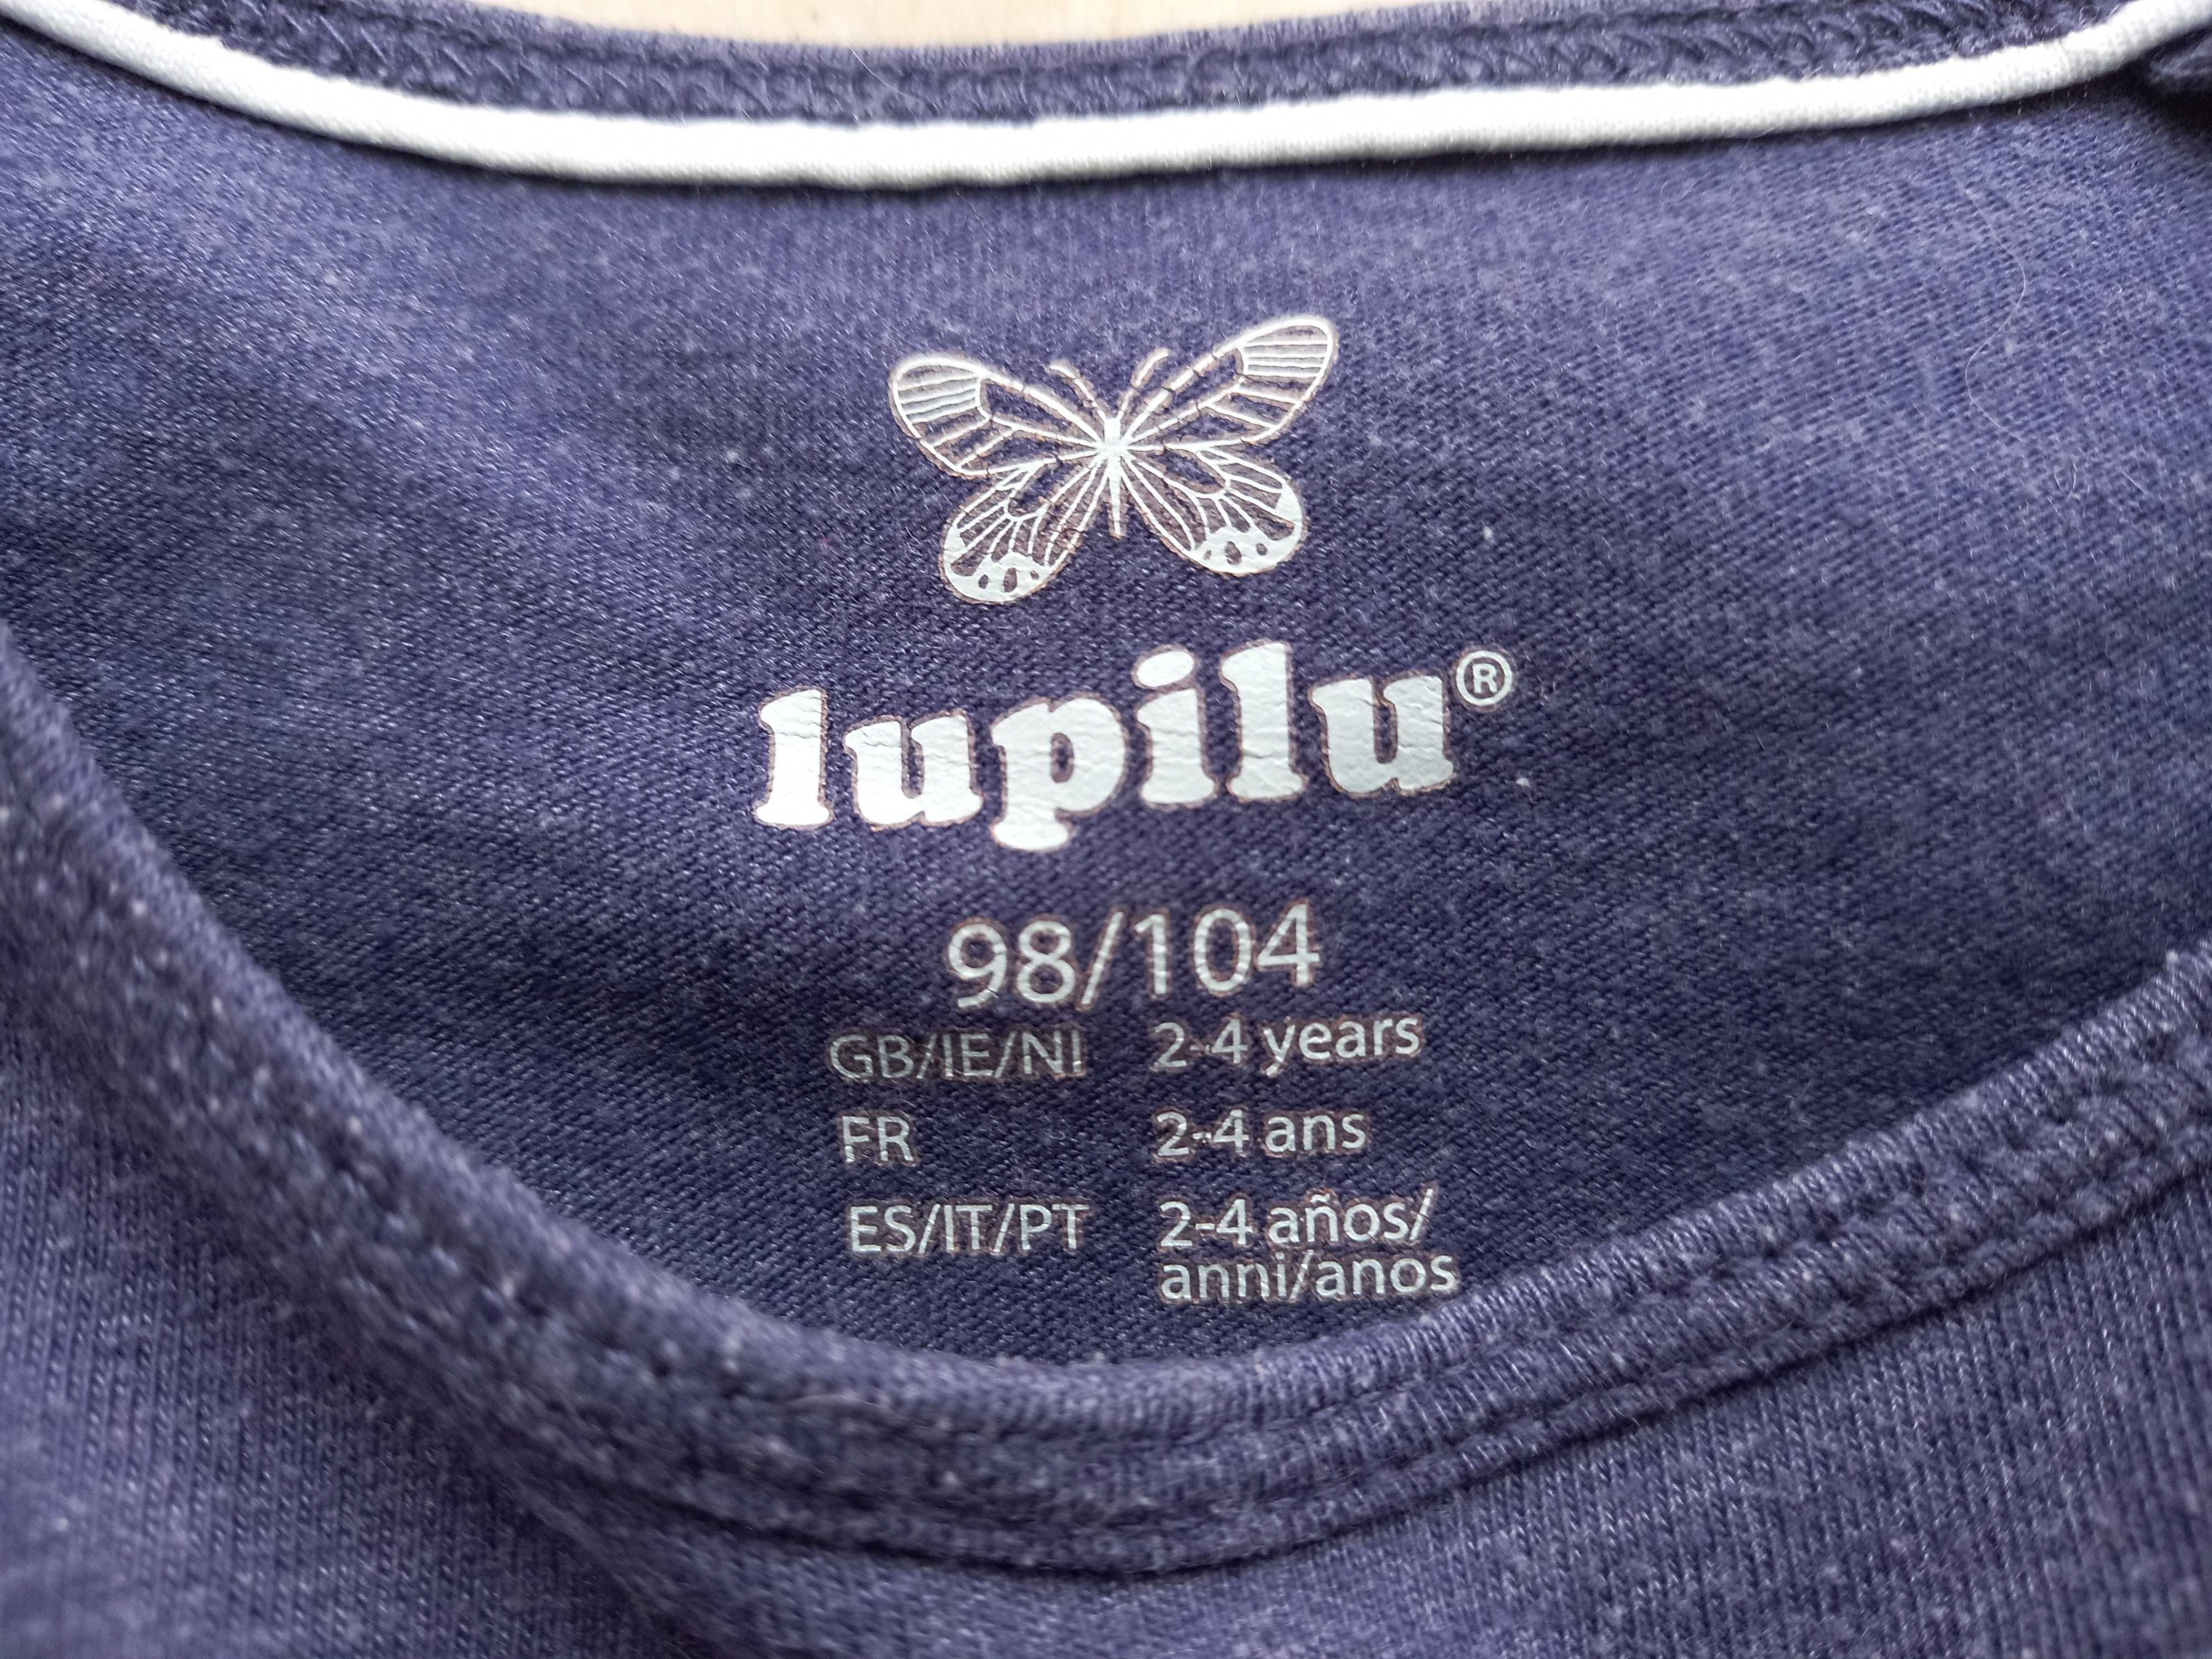 lupilu®
98/104
GB/IE/NI 2-4 years
FR 2-4 ans
ES/IT/PT 2-4 años/
anni/anos